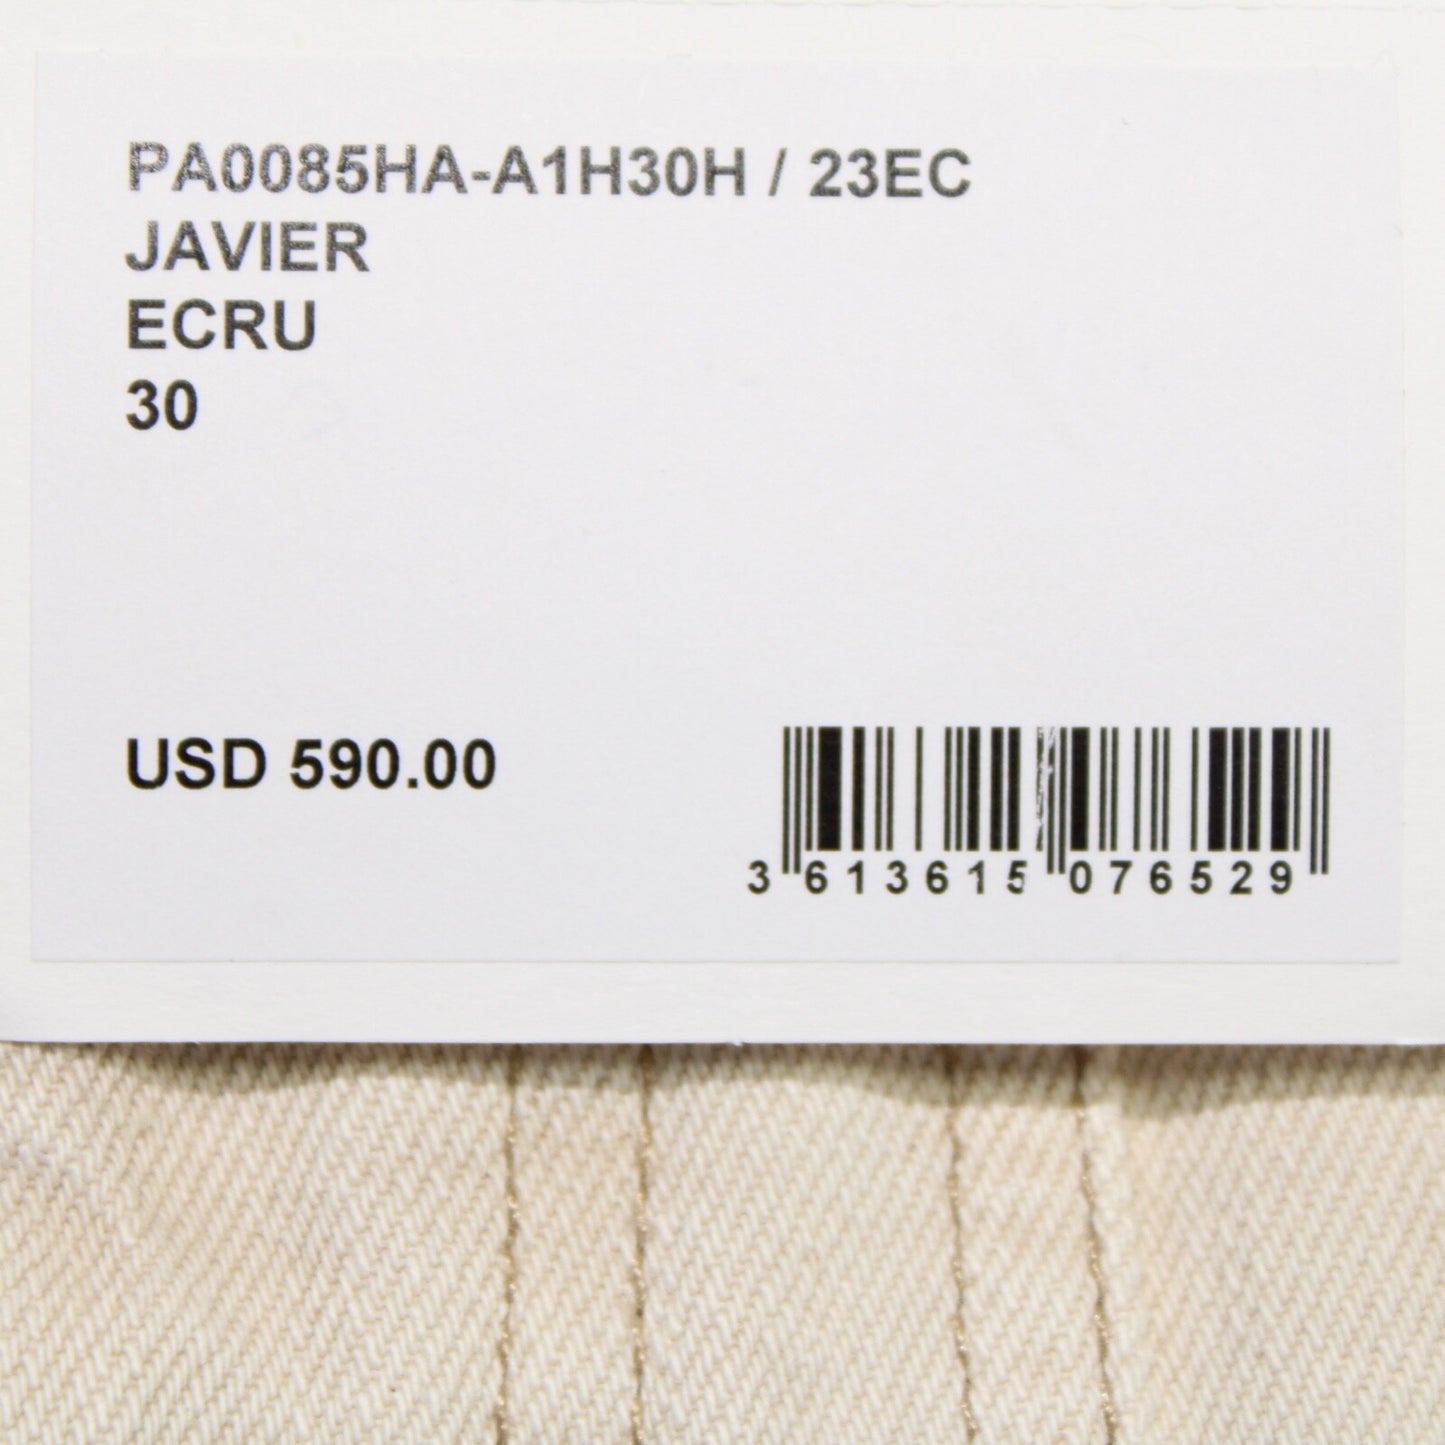 PA0085HA-A1H30H / 23EC
JAVIER
ECRU
30
USD 590.00
3 613615 076529